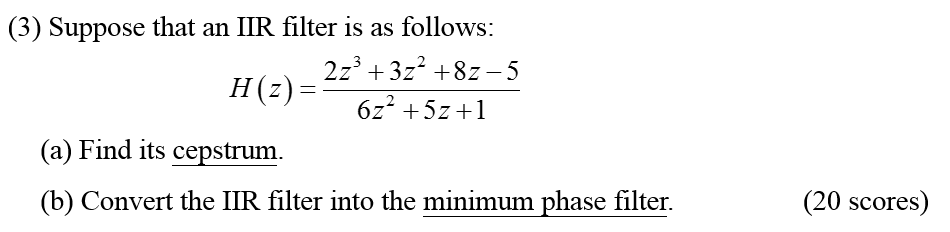 (3) Suppose that an IIR filter is as follows:
H(z) = \frac{2z^3 + 3z^2 + 8z - 5}{6z^2 + 5z + 1}
(a) Find its cepstrum.
(b) Convert the IIR filter into the minimum phase filter. (20 scores)